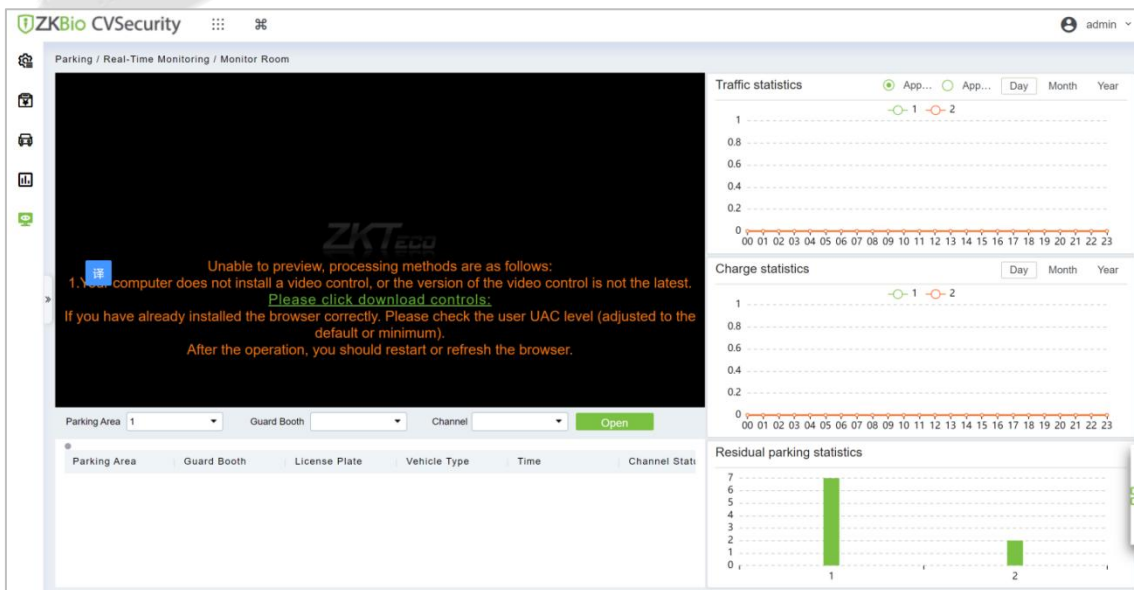 ZKBio CVSecurity
admin
Parking / Real-Time Monitoring / Monitor Room
ZKTECO
Unable to preview, processing methods are as follows:
译
1.Your computer does not install a video control, or the version of the video control is not the latest.
Please click download controls:
If you have already installed the browser correctly. Please check the user UAC level (adjusted to the
default or minimum).
After the operation, you should restart or refresh the browser.
Parking Area 1 Guard Booth Channel Open
Parking Area Guard Booth License Plate Vehicle Type Time Channel Statu
Traffic statistics App... App... Day Month Year
1 2
1
0.8
0.6
0.4
0.2
0
00 01 02 03 04 05 06 07 08 09 10 11 12 13 14 15 16 17 18 19 20 21 22 23
Charge statistics Day Month Year
1 2
1
0.8
0.6
0.4
0.2
0
00 01 02 03 04 05 06 07 08 09 10 11 12 13 14 15 16 17 18 19 20 21 22 23
Residual parking statistics
7
6
5
4
3
2
1
0
1 2